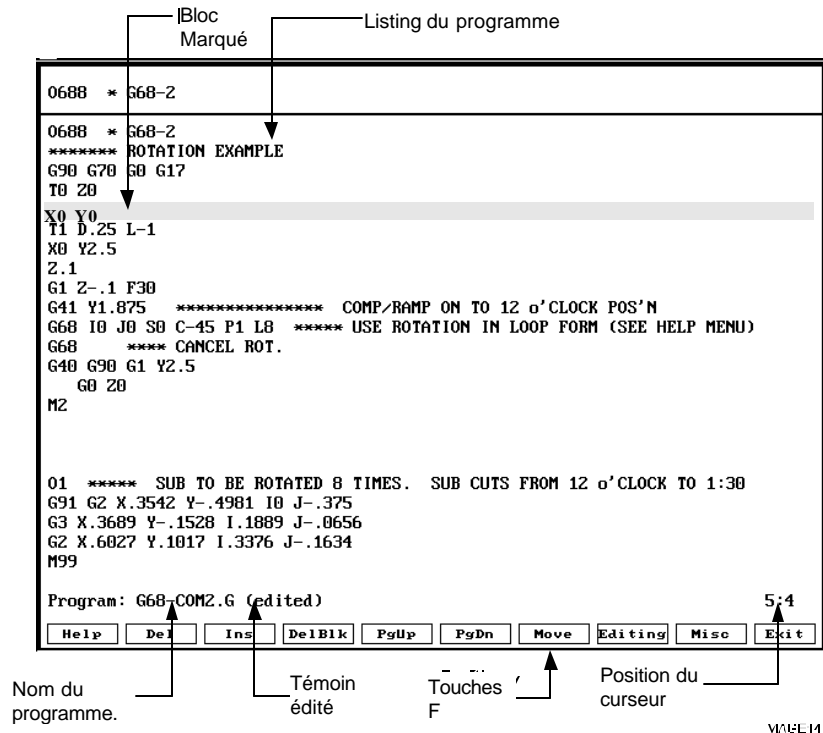 Bloc
Marqué
Listing du programme
O688 * G68-2
O688 * G68-2
******* ROTATION EXAMPLE
G90 G70 G0 G17
T0 Z0
X0 Y0
T1 D.25 L-1
X0 Y2.5
Z.1
G1 Z-.1 F30
G41 Y1.875 *************** COMP/RAMP ON TO 12 o'CLOCK POS'N
G68 I0 J0 S0 C-45 P1 L8 ***** USE ROTATION IN LOOP FORM (SEE HELP MENU)
G68 **** CANCEL ROT.
G40 G90 G1 Y2.5
G0 Z0
M2
O1 ***** SUB TO BE ROTATED 8 TIMES. SUB CUTS FROM 12 o'CLOCK TO 1:30
G91 G2 X.3542 Y-.4981 I0 J-.375
G3 X.3689 Y-.1528 I.1889 J-.0656
G2 X.6027 Y.1017 I.3376 J-.1634
M99
Program: G68-COM2.G (edited) 5:4
Help Del Ins DelBlk PgUp PgDn Move Editing Misc Exit
Nom du
programme.
Témoin
édité
Touches
F
Position du
curseur